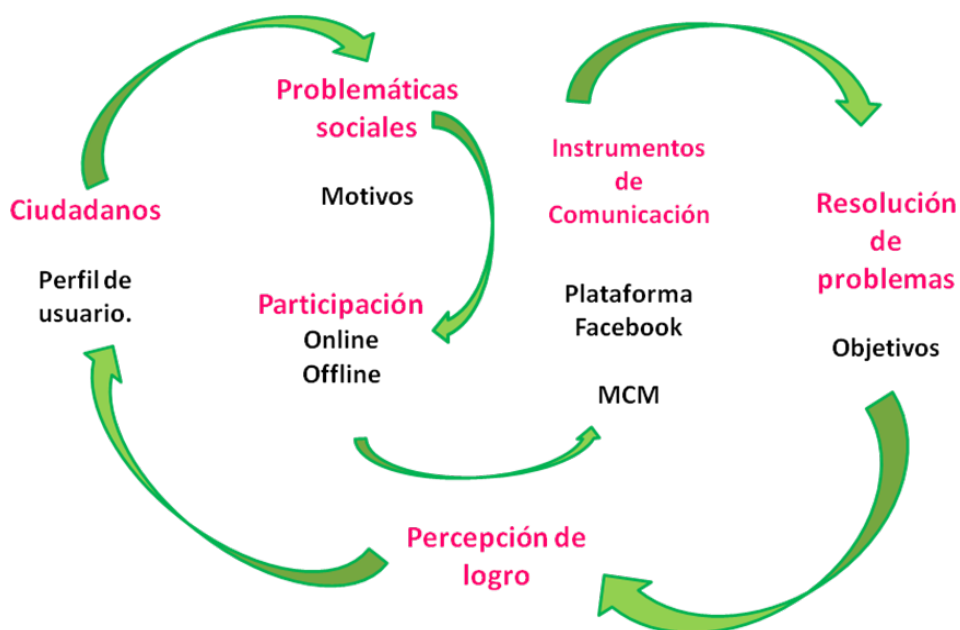 Ciudadanos
Perfil de
usuario.
Problemáticas
sociales
Motivos
Participación
Online
Offline
Instrumentos
de
Comunicación
Plataforma
Facebook
MCM
Resolución
de
problemas
Objetivos
Percepción de
logro